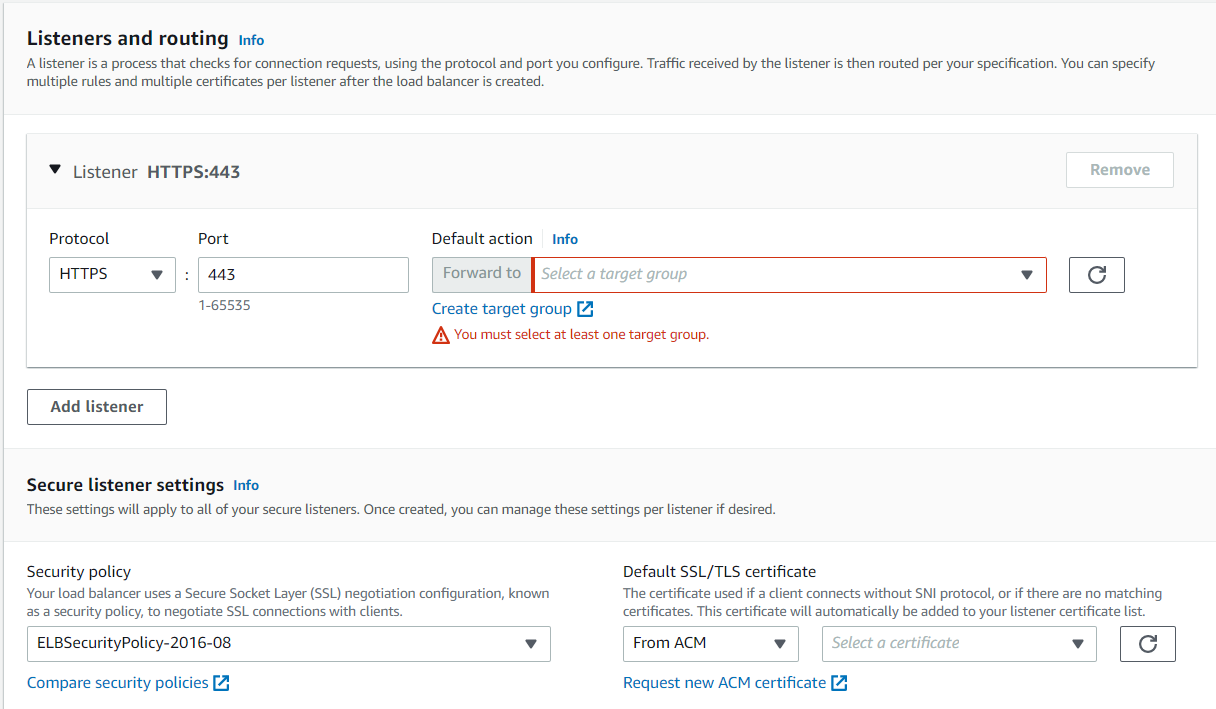 Listeners and routing Info
A listener is a process that checks for connection requests, using the protocol and port you configure. Traffic received by the listener is then routed per your specification. You can specify
multiple rules and multiple certificates per listener after the load balancer is created.
Listener HTTPS:443
Remove
Protocol Port Default action Info
HTTPS : 443 Forward to Select a target group
1-65535 Create target group
You must select at least one target group.
Add listener
Secure listener settings Info
These settings will apply to all of your secure listeners. Once created, you can manage these settings per listener if desired.
Security policy
Your load balancer uses a Secure Socket Layer (SSL) negotiation configuration, known
as a security policy, to negotiate SSL connections with clients.
ELBSecurityPolicy-2016-08
Compare security policies
Default SSL/TLS certificate
The certificate used if a client connects without SNI protocol, or if there are no matching
certificates. This certificate will automatically be added to your listener certificate list.
From ACM Select a certificate
Request new ACM certificate